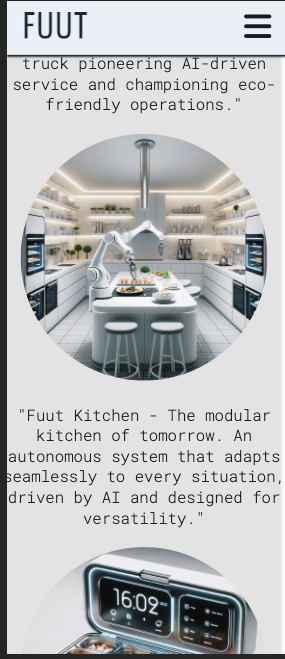 FUUT
truck pioneering AI-driven
service and championing eco-
friendly operations."
"Fuut Kitchen - The modular
kitchen of tomorrow. An
autonomous system that adapts
seamlessly to every situation,
driven by AI and designed for
versatility."
16:02